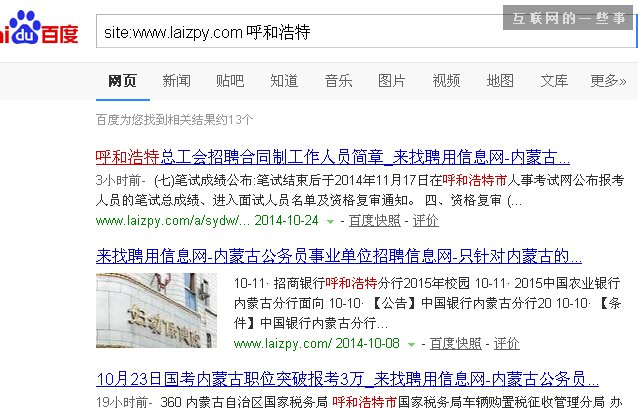 互联网的一些事
Bai du 百度
site:www.laizpy.com 呼和浩特
网页 新闻 贴吧 知道 音乐 图片 视频 地图 文库 更多»
百度为您找到相关结果约13个
呼和浩特总工会招聘合同制工作人员简章_来找聘用信息网-内蒙古...
3小时前- (七)笔试成绩公布:笔试结束后于2014年11月17日在呼和浩特市人事考试网公布报考
人员的笔试总成绩、进入面试人员名单及资格复审通知。 四、资格复审 (...
www.laizpy.com/a/sydw/... 2014-10-24 - 百度快照 - 评价
来找聘用信息网-内蒙古公务员事业单位招聘信息网-只针对内蒙古的...
10-11· 招商银行呼和浩特分行2015年校园 10-11· 2015中国农业银行
内蒙古分行面向 10-10· 【公告】中国银行内蒙古分行20 10-10· 【条
件】中国银行内蒙古分行...
www.laizpy.com/ 2014-10-08 - 百度快照 - 评价
10月23日国考内蒙古职位突破报考3万_来找聘用信息网-内蒙古公务员...
19小时前- 360 内蒙古自治区国家税务局 呼和浩特市国家税务局车辆购置税征收管理分局 办